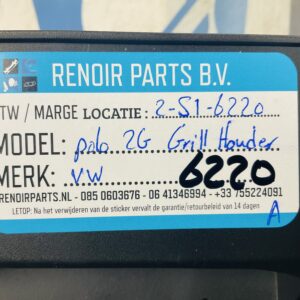 RENOIR PARTS B.V.
TW / MARGE LOCATIE : 2-S1-6220
MODEL: polo 2G Grill Houder
MERK: VW 6220
RENOIRPARTS.NL - 085 0603676 - 06 41346994 - +33 755224091
LETOP: Na het verwijderen van de sticker vervalt de garantie/retourbeleid van 14 dagen
A